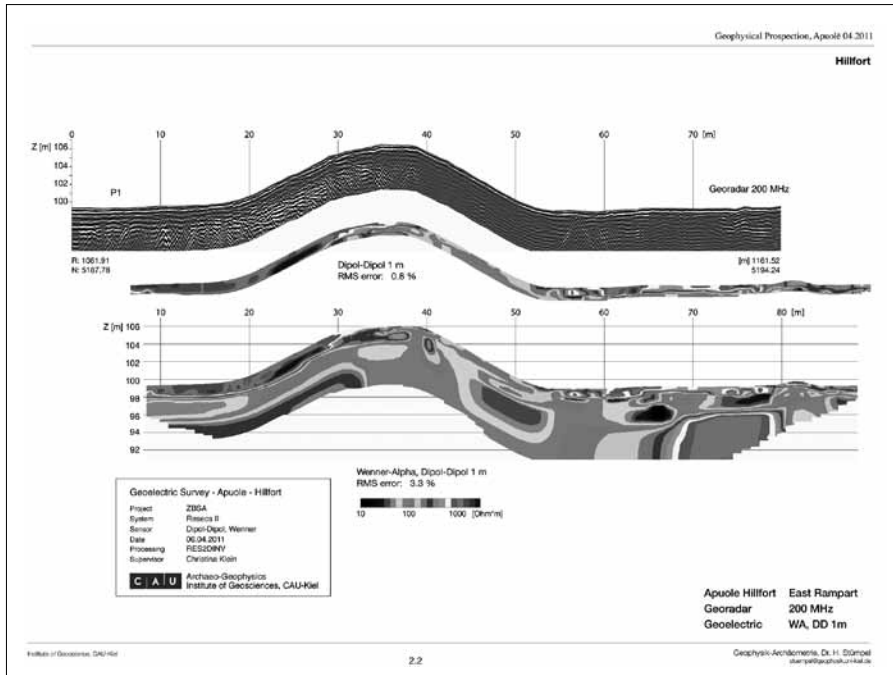 Geophysical Prospection, Apuolė 04.2011
Hillfort
0 10 20 30 40 50 60 70 [m]
Z [m] 106
104
102
100
P1
Georadar 200 MHz
R: 1061.91
N: 5187.78
[m] 1161.52
5194.24
Dipol-Dipol 1 m
RMS error: 0.8 %
10 20 30 40 50 60 70 80 [m]
Z [m] 106
104
102
100
98
96
94
92
Wenner-Alpha, Dipol-Dipol 1 m
RMS error: 3.3 %
10 100 1000 [Ohm*m]
Geoelectric Survey - Apuole - Hillfort
Project ZBSA
System Resecs II
Sensor Dipol-Dipol, Wenner
Date 06.04.2011
Processing RES2DINV
Supervisor Christina Klein
CAU Archaeo-Geophysics
Institute of Geosciences, CAU-Kiel
Apuole Hillfort East Rampart
Georadar 200 MHz
Geoelectric WA, DD 1m
Institute of Geoscience, CAU-Kiel
2.2
Geophysik-Archäometrie, Dr. H. Stümpel